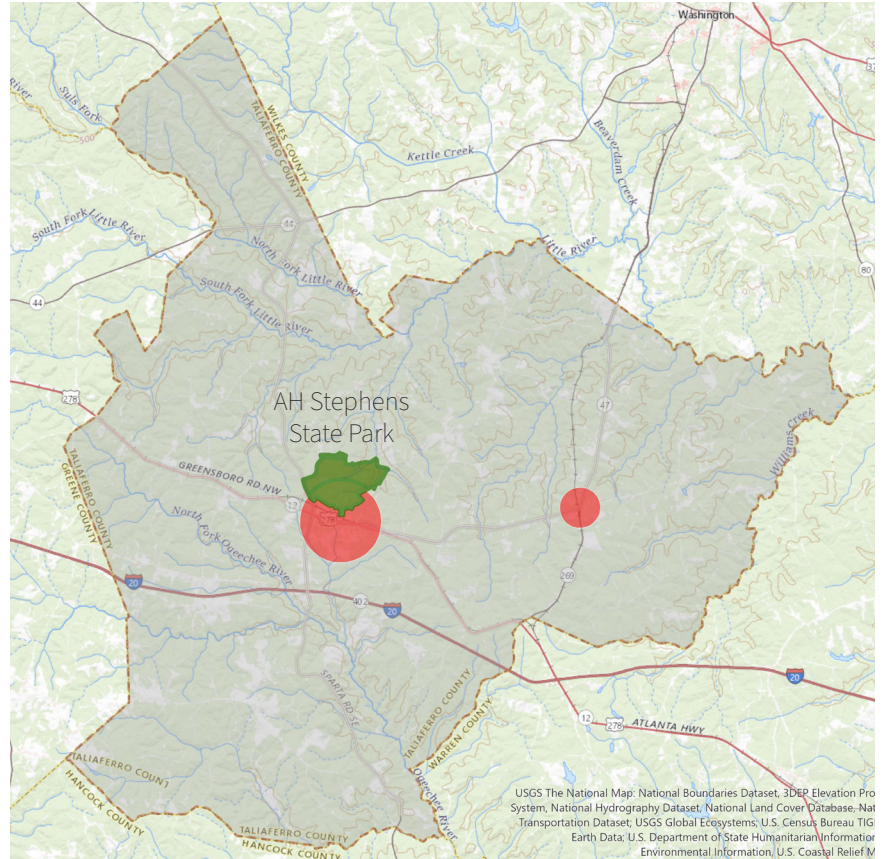 Washington
River
Suls Fork
500
WILKES COUNTY
TALIAFERRO COUNTY
Kettle Creek
Beaverdam Creek
South Fork Little River
44
North Fork Little River
Little River
80
44
South Fork Little River
278
AH Stephens
State Park
47
Williams Creek
TALIAFERRO COUNTY
GREENE COUNTY
GREENSBORO RD NW
12
278
North Fork Ogeechee River
20
269
402
20
20
SPARTA RD SE
TALIAFERRO COUNTY
WARREN COUNTY
12
278
ATLANTA HWY
TALIAFERRO COUN
HANCOCK COUNTY
Ogeechee River
TALIAFERRO COUNTY
HANCOCK COUNTY
USGS The National Map: National Boundaries Dataset, 3DEP Elevation Pro
System, National Hydrography Dataset, National Land Cover Database, Nat
Transportation Dataset; USGS Global Ecosystems; U.S. Census Bureau TIG
Earth Data; U.S. Department of State Humanitarian Information
Environmental Information, U.S. Coastal Relief M